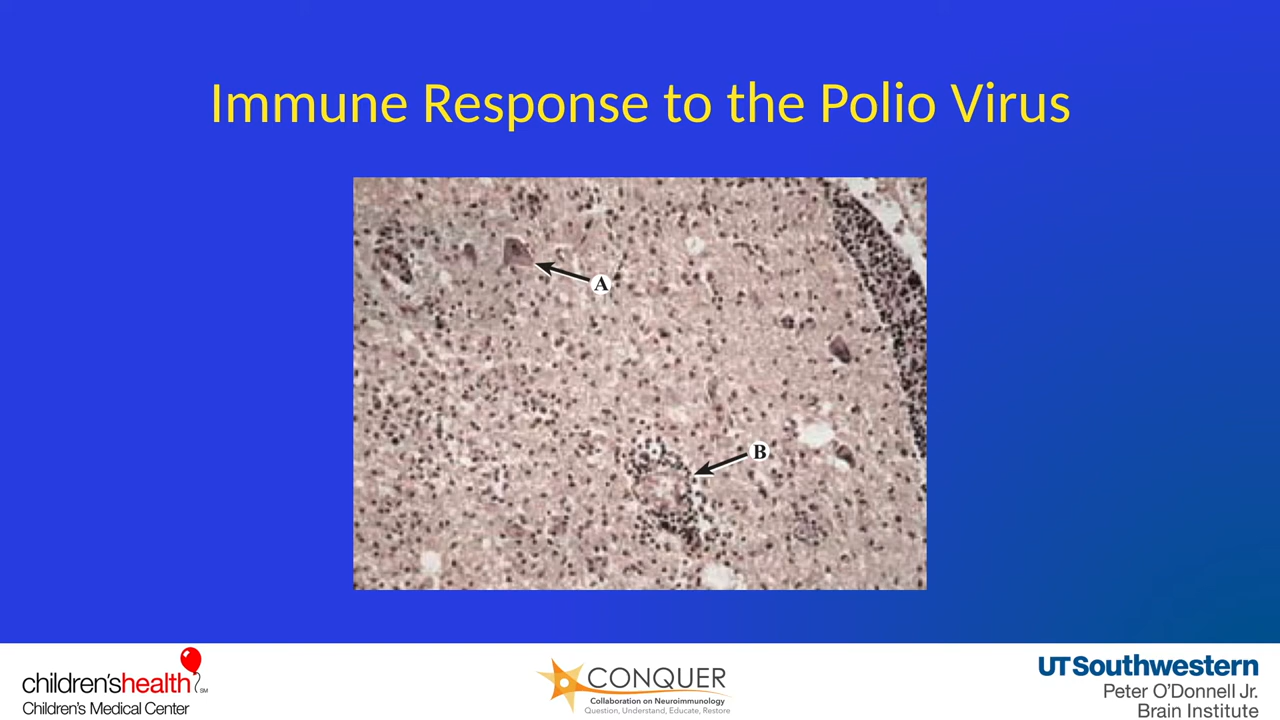 Immune Response to the Polio Virus
A
B
children'shealth℠
Children's Medical Center
CONQUER
Collaboration on Neuroimmunology
Question, Understand, Educate, Restore
UTSouthwestern
Peter O'Donnell Jr.
Brain Institute